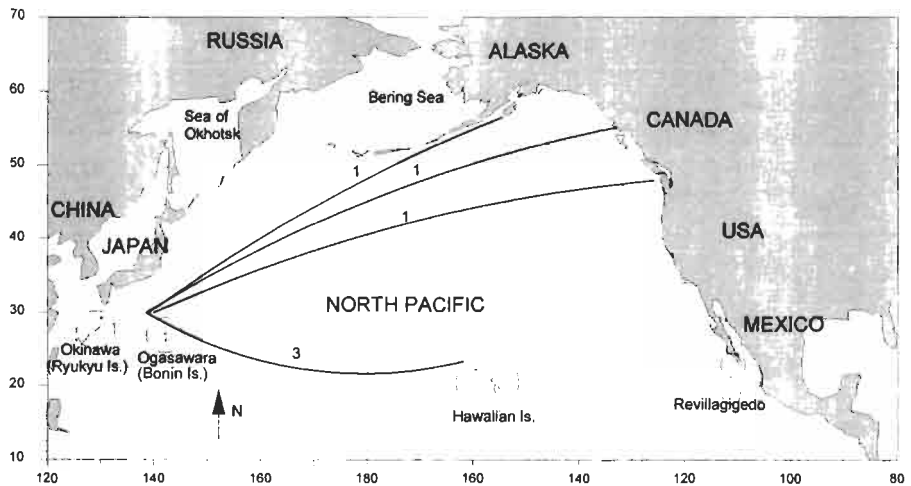 70
60
50
40
30
20
10
RUSSIA
ALASKA
Bering Sea
Sea of
Okhotsk
CANADA
1
1
1
CHINA
JAPAN
USA
NORTH PACIFIC
MEXICO
Okinawa
(Ryukyu Is.)
Ogasawara
(Bonin Is.)
3
N
Hawaiian Is.
Revillagigedo
120 140 160 180 160 140 120 100 80